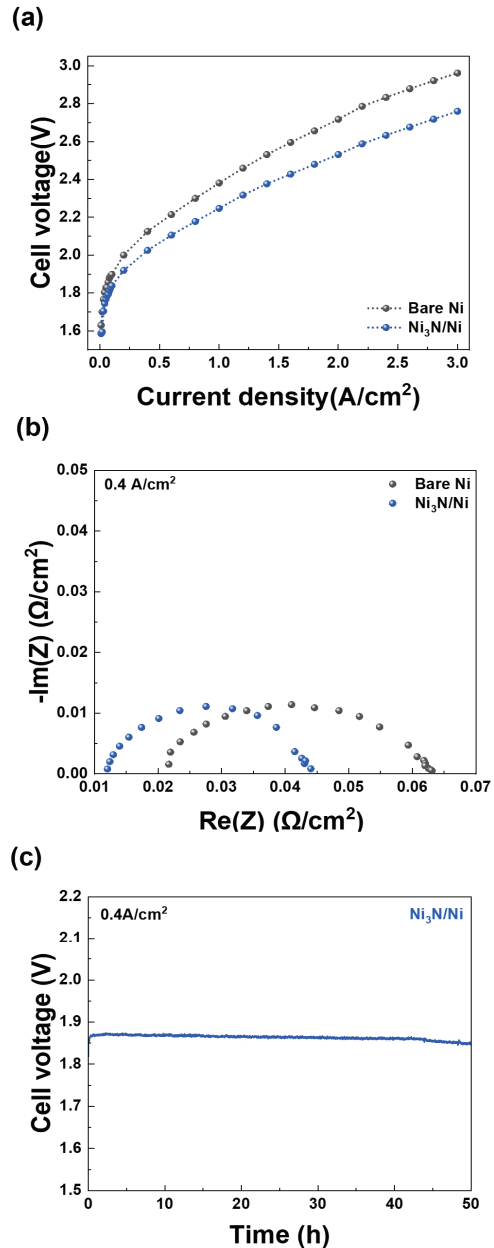 (a)
3.0
2.8
2.6
2.4
2.2
2.0
1.8
1.6
Cell voltage(V)
Bare Ni
Ni₃N/Ni
0.0 0.5 1.0 1.5 2.0 2.5 3.0
Current density(A/cm²)
(b)
0.05
0.04
0.03
0.02
0.01
0.00
-Im(Z) (Ω/cm²)
0.4 A/cm²
Bare Ni
Ni₃N/Ni
0.01 0.02 0.03 0.04 0.05 0.06 0.07
Re(Z) (Ω/cm²)
(c)
2.2
2.1
2.0
1.9
1.8
1.7
1.6
1.5
Cell voltage (V)
0.4A/cm² Ni₃N/Ni
0 10 20 30 40 50
Time (h)